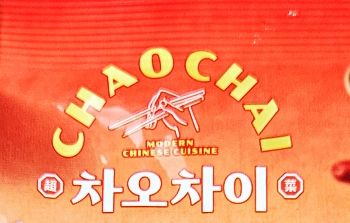 CHAOCHAI
MODERN
CHINESE CUISINE
超 차오차이 菜